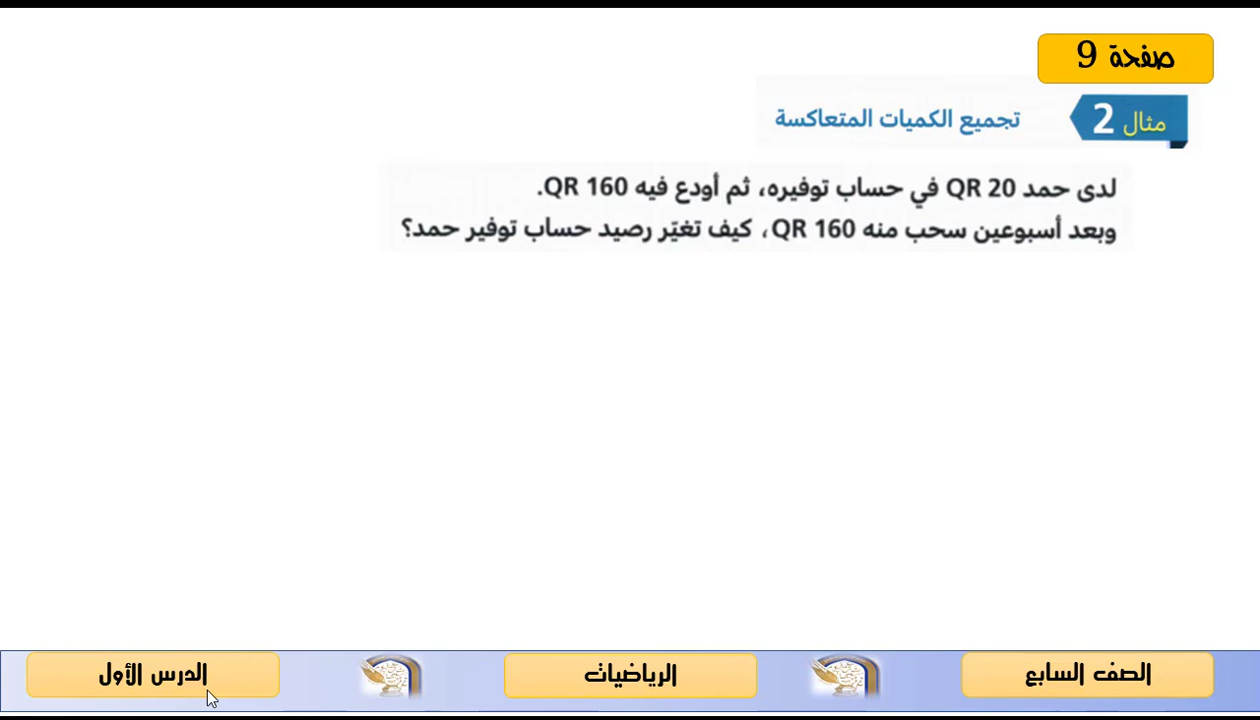 صفحة 9
مثال 2 تجميع الكميات المتعاكسة
لدى حمد QR 20 في حساب توفيره، ثم أودع فيه QR 160.
وبعد أسبوعين سحب منه QR 160، كيف تغيّر رصيد حساب توفير حمد؟
الصف السابع
الرياضيات
الدرس الأول